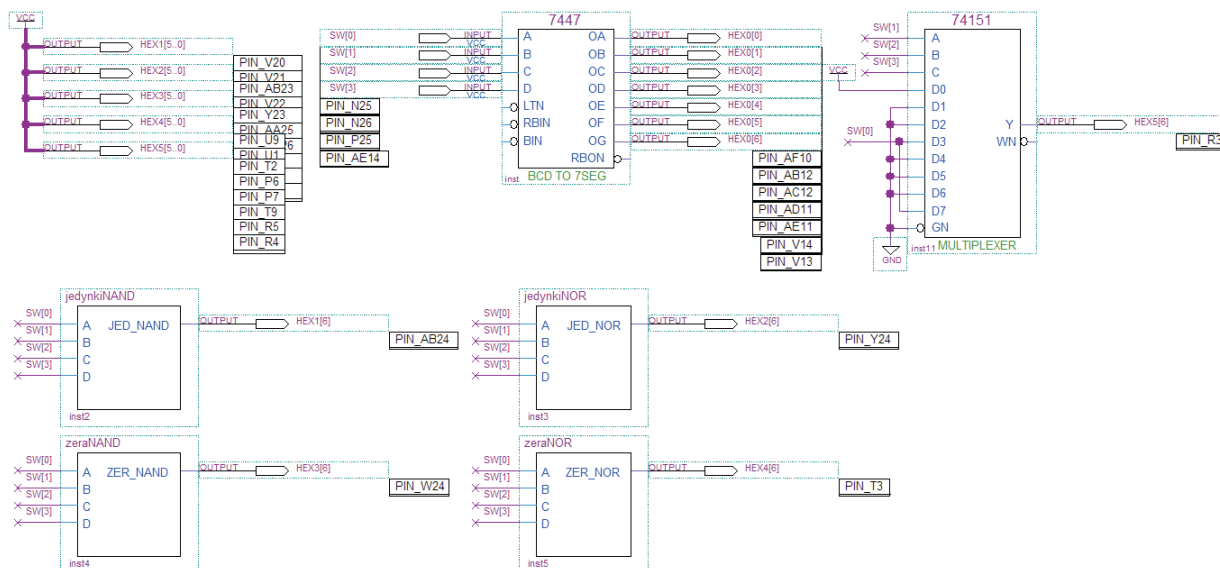 VCC
OUTPUT HEX1[5..0]
OUTPUT HEX2[5..0]
OUTPUT HEX3[5..0]
OUTPUT HEX4[5..0]
OUTPUT HEX5[5..0]
PIN_V20
PIN_V21
PIN_AB23
PIN_V22
PIN_Y23
PIN_AA25
PIN_U9
PIN_U1
PIN_T2
PIN_P6
PIN_P7
PIN_T9
PIN_R5
PIN_R4
7447
SW[0] INPUT VCC A OA OUTPUT HEX0[0]
SW[1] INPUT VCC B OB OUTPUT HEX0[1]
SW[2] INPUT VCC C OC OUTPUT HEX0[2]
SW[3] INPUT VCC D OD OUTPUT HEX0[3]
LTN OE OUTPUT HEX0[4]
RBIN OF OUTPUT HEX0[5]
BIN OG OUTPUT HEX0[6]
RBON
inst BCD TO 7SEG
PIN_N25
PIN_N26
PIN_P25
PIN_AE14
PIN_AF10
PIN_AB12
PIN_AC12
PIN_AD11
PIN_AE11
PIN_V14
PIN_V13
74151
SW[1] A
SW[2] B
SW[3] C
VCC D0
D1
D2
SW[0] D3
D4
D5
D6
D7
GN
Y OUTPUT HEX5[6]
WN
PIN_R3
GND
inst11 MULTIPLEXER
jedynkiNAND
SW[0] A JED_NAND OUTPUT HEX1[6]
SW[1] B
SW[2] C
SW[3] D
PIN_AB24
inst2
jedynkiNOR
SW[0] A JED_NOR OUTPUT HEX2[6]
SW[1] B
SW[2] C
SW[3] D
PIN_Y24
inst3
zeraNAND
SW[0] A ZER_NAND OUTPUT HEX3[6]
SW[1] B
SW[2] C
SW[3] D
PIN_W24
inst4
zeraNOR
SW[0] A ZER_NOR OUTPUT HEX4[6]
SW[1] B
SW[2] C
SW[3] D
PIN_T3
inst5